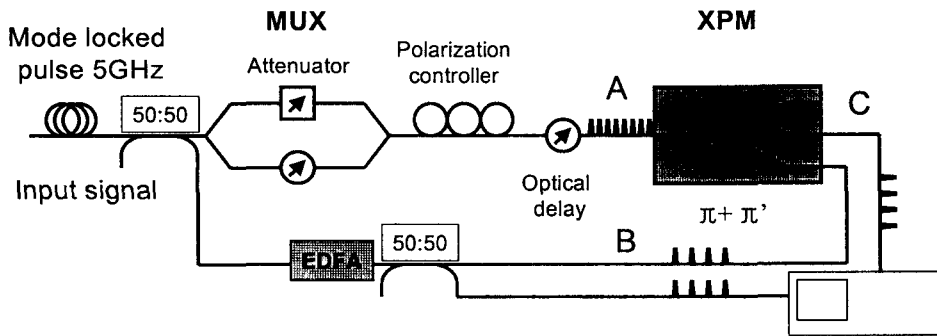 MUX
XPM
Mode locked
pulse 5GHz
Attenuator
Polarization
controller
50:50
A
C
Input signal
Optical
delay
π+ π’
B
50:50
EDFA